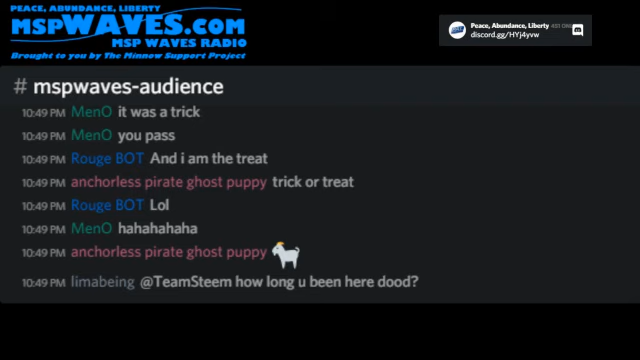 PEACE, ABUNDANCE, LIBERTY
MSPWAVES.COM
MSP WAVES RADIO
Brought to you by The Minnow Support Project
Peace, Abundance, Liberty
discord.gg/HYj4yvw
# mspwaves-audience
10:49 PM MenO it was a trick
10:49 PM MenO you pass
10:49 PM Rouge BOT And i am the treat
10:49 PM anchorless pirate ghost puppy trick or treat
10:49 PM Rouge BOT Lol
10:49 PM MenO hahahahaha
10:49 PM anchorless pirate ghost puppy
10:49 PM limabeing @TeamSteem how long u been here dood?